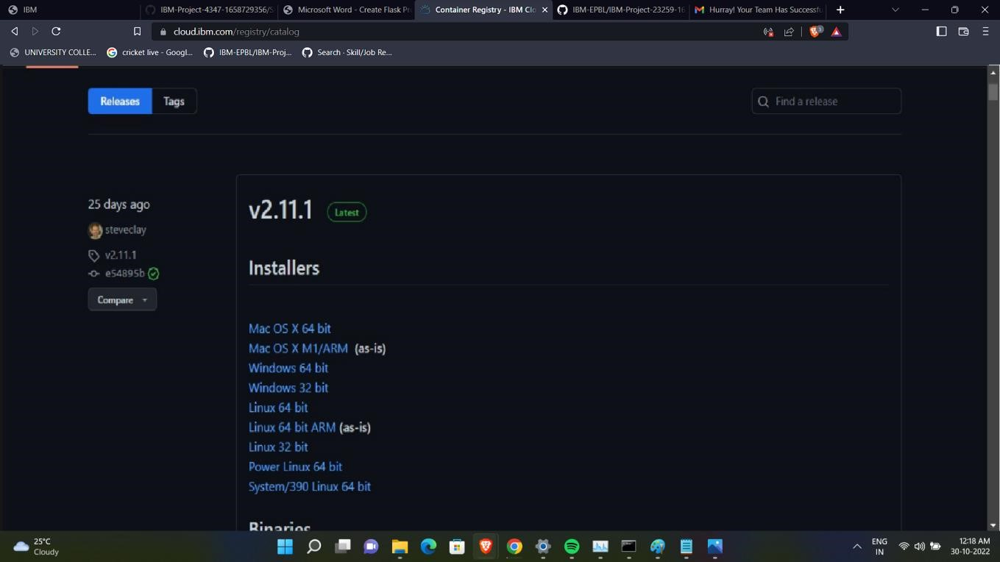 IBM
IBM-Project-4347-1658729356/S
Microsoft Word - Create Flask Pr
Container Registry - IBM Clo
IBM-EPBL/IBM-Project-23259-16
Hurray! Your Team Has Successfu
cloud.ibm.com/registry/catalog
UNIVERSITY COLLE...
cricket live - Googl...
IBM-EPBL/IBM-Proj...
Search · Skill/Job Re...
Releases
Tags
Find a release
25 days ago
steveclay
v2.11.1
e54895b
Compare
v2.11.1
Latest
Installers
Mac OS X 64 bit
Mac OS X M1/ARM (as-is)
Windows 64 bit
Windows 32 bit
Linux 64 bit
Linux 64 bit ARM (as-is)
Linux 32 bit
Power Linux 64 bit
System/390 Linux 64 bit
Binaries
25°C
Cloudy
ENG
IN
12:18 AM
30-10-2022